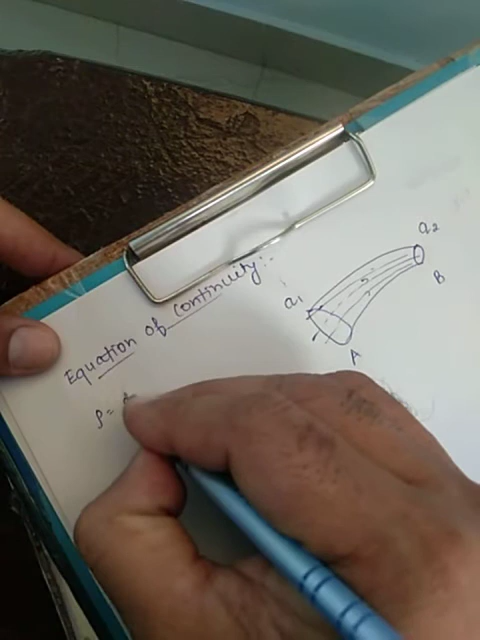 Equation of continuity:-
a1
a2
A
B
ρ =